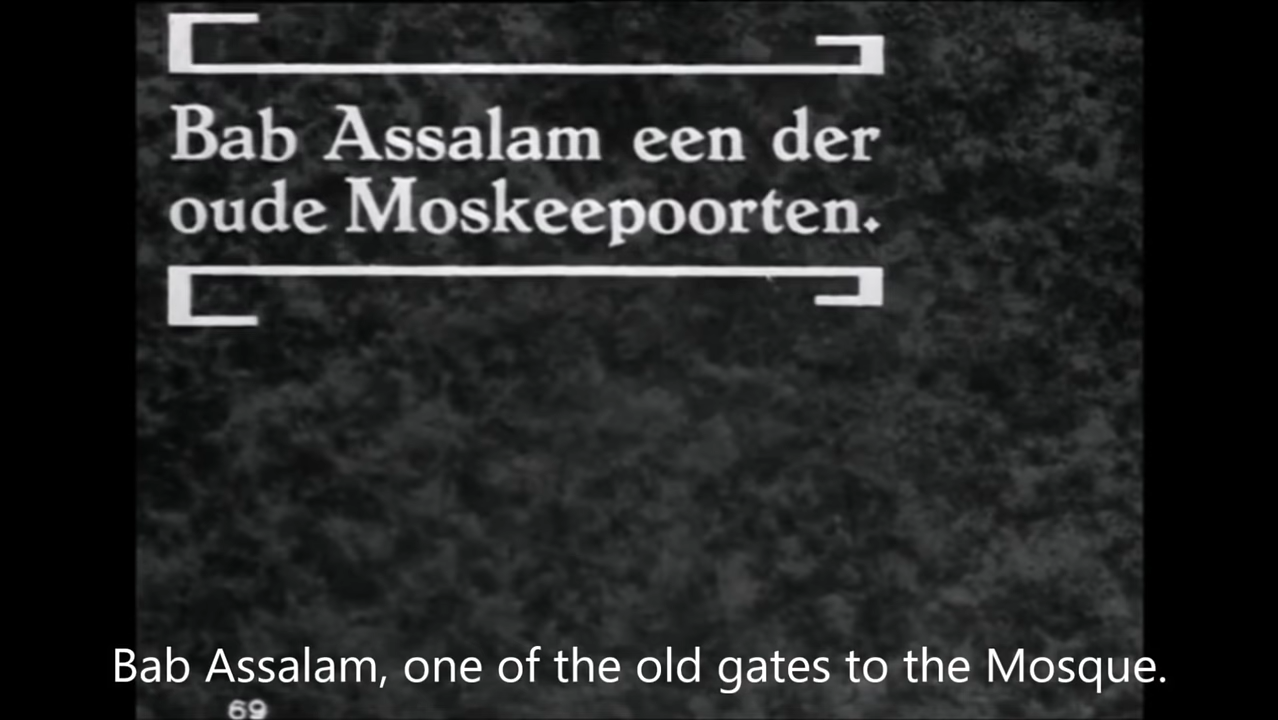 Bab Assalam een der
oude Moskeepoorten.
Bab Assalam, one of the old gates to the Mosque.
69